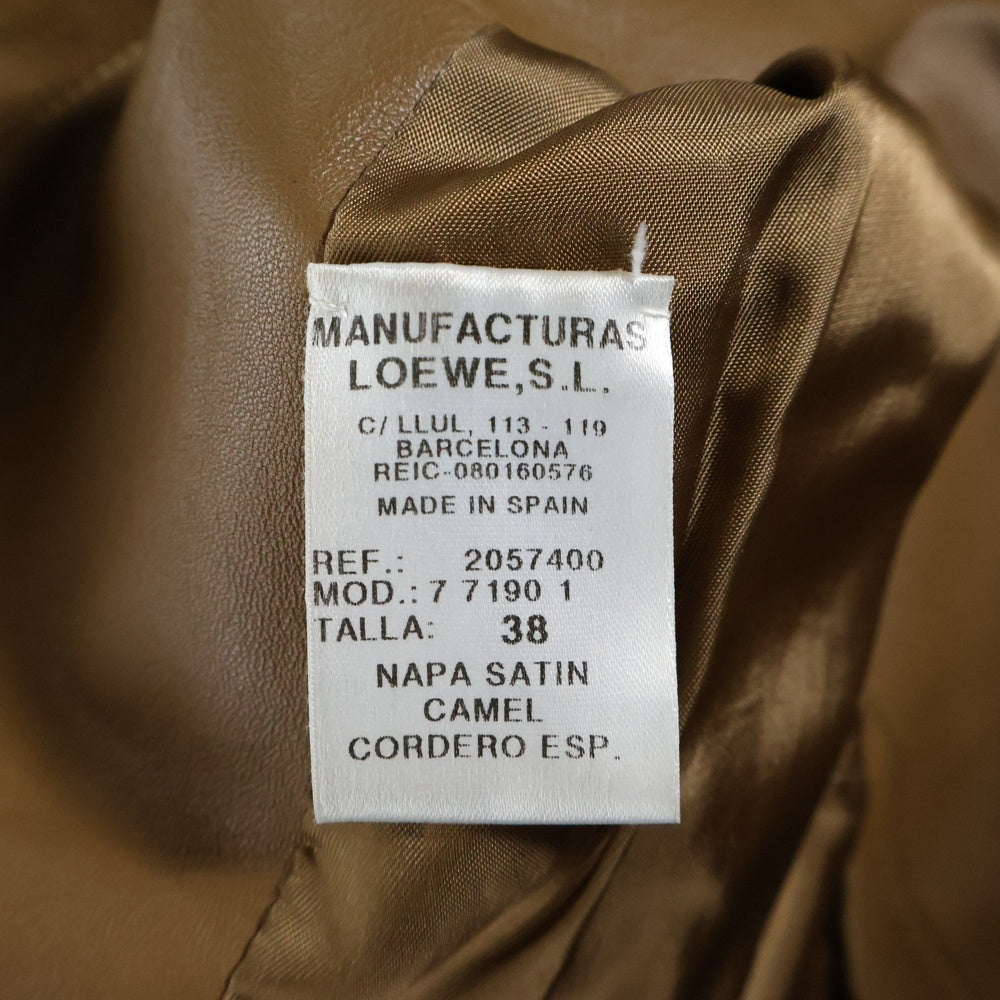 MANUFACTURAS
LOEWE,S.L.
C/ LLUL, 113 - 119
BARCELONA
REIC-080160576
MADE IN SPAIN
REF.: 2057400
MOD.: 7 7190 1
TALLA: 38
NAPA SATIN
CAMEL
CORDERO ESP.